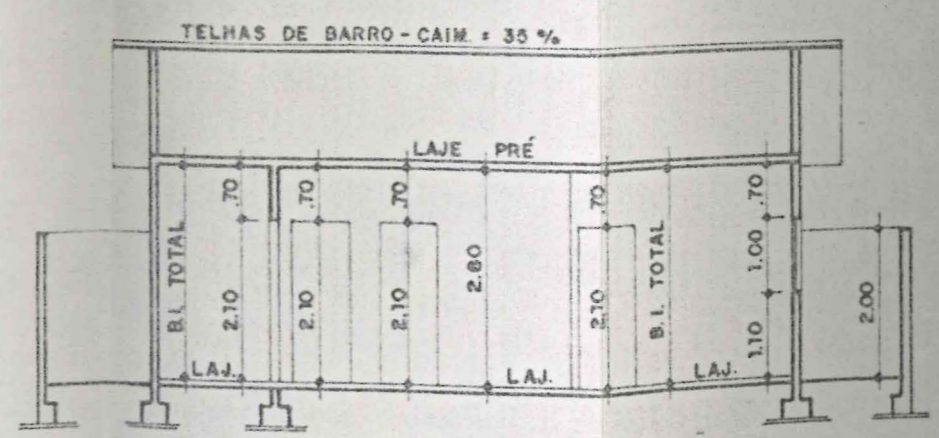 TELHAS DE BARRO - CAIM. = 35 %
LAJE PRÉ
.70
.70
.70
.70
.70
B.I. TOTAL
2.10
2.10
2.10
2.80
2.10
B.I. TOTAL
1.00
1.10
2.00
LAJ.
LAJ.
LAJ.